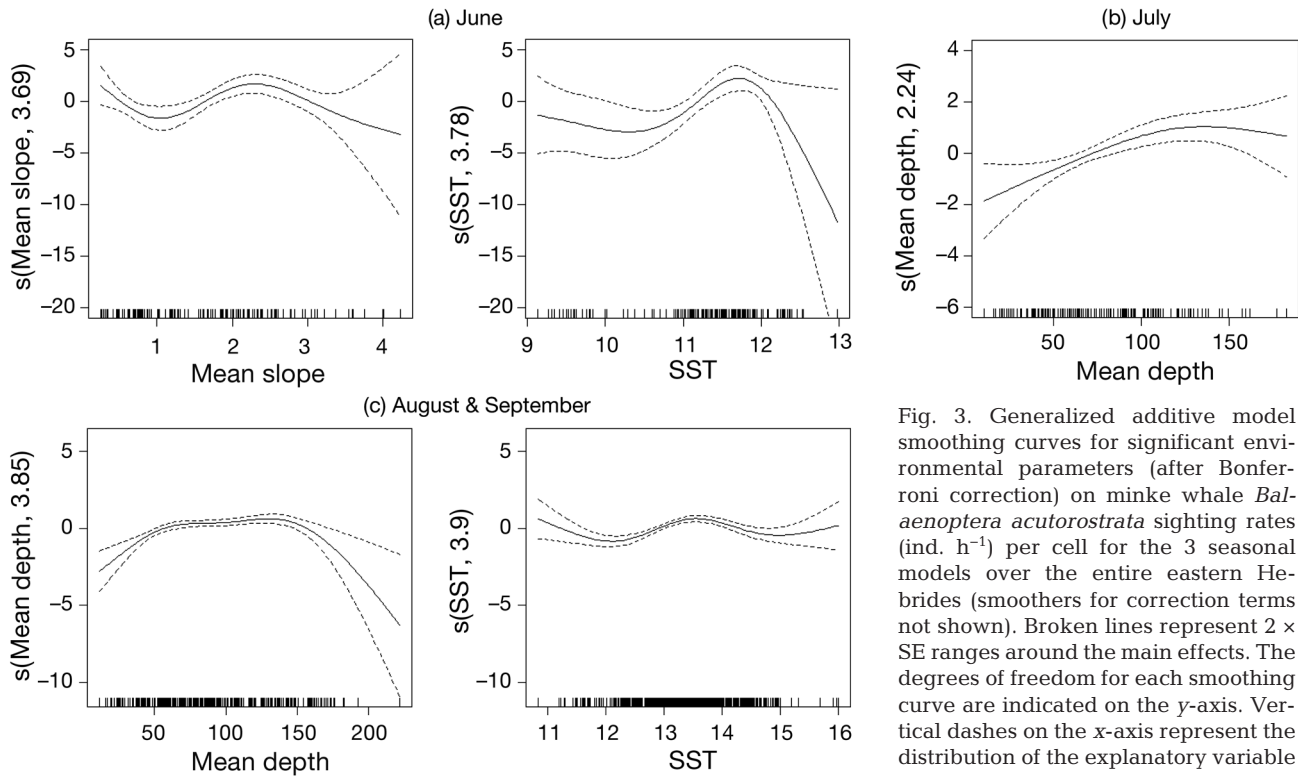 (a) June
(b) July
s(Mean slope, 3.69)
5
0
−5
−10
−15
−20
1
2
3
4
Mean slope
s(SST, 3.78)
5
0
−5
−10
−15
−20
9
10
11
12
13
SST
s(Mean depth, 2.24)
4
2
0
−2
−4
−6
50
100
150
Mean depth
(c) August & September
s(Mean depth, 3.85)
5
0
−5
−10
50
100
150
200
Mean depth
s(SST, 3.9)
5
0
−5
−10
11
12
13
14
15
16
SST
Fig. 3. Generalized additive model
smoothing curves for significant envi-
ronmental parameters (after Bonfer-
roni correction) on minke whale Bal-
aenoptera acutorostrata sighting rates
(ind. h−1) per cell for the 3 seasonal
models over the entire eastern He-
brides (smoothers for correction terms
not shown). Broken lines represent 2 ×
SE ranges around the main effects. The
degrees of freedom for each smoothing
curve are indicated on the y-axis. Ver-
tical dashes on the x-axis represent the
distribution of the explanatory variable